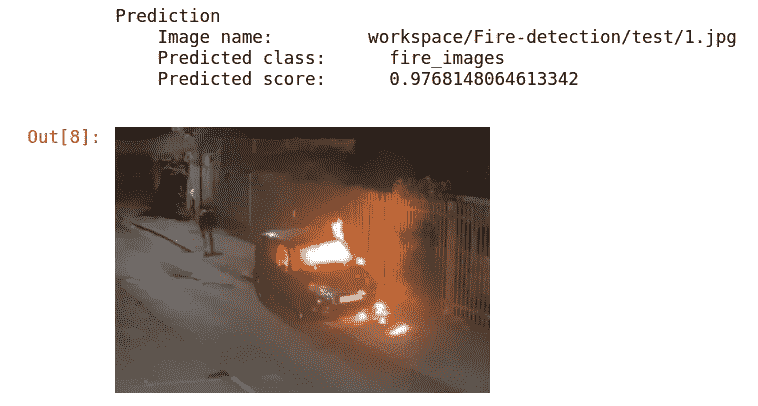 Prediction
Image name: workspace/Fire-detection/test/1.jpg
Predicted class: fire_images
Predicted score: 0.9768148064613342
Out[8]: